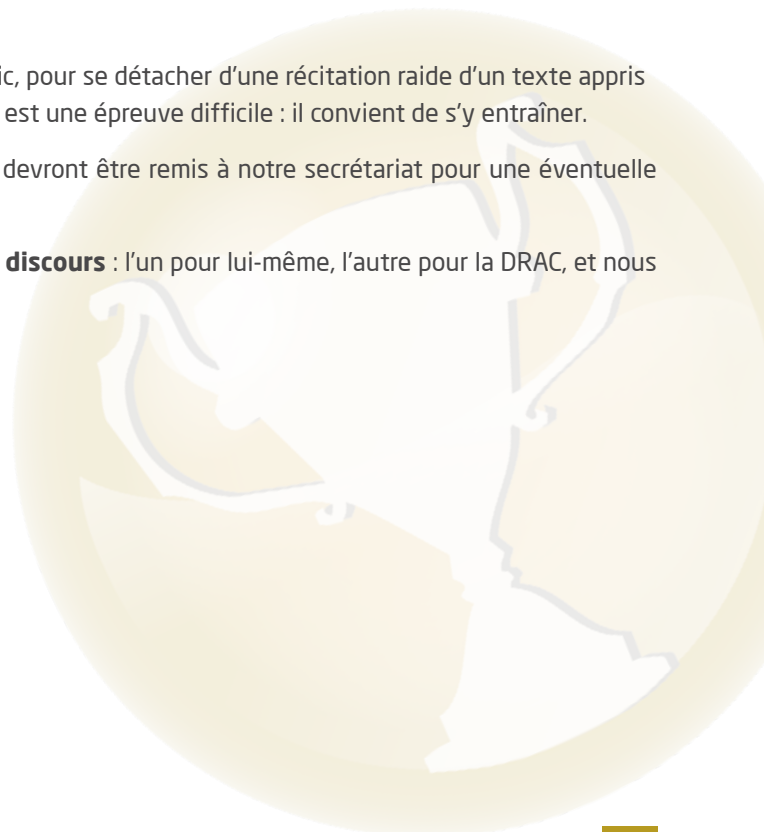 ic, pour se détacher d'une récitation raide d'un texte appris
est une épreuve difficile : il convient de s'y entraîner.
devront être remis à notre secrétariat pour une éventuelle
discours : l'un pour lui-même, l'autre pour la DRAC, et nous